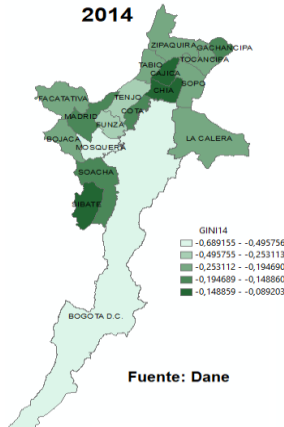 2014
ZIPAQUIRA
GACHANCIPA
TOCANCIPA
TABIO
CAJICA
SOPO
CHIA
FACATATIVA
TENJO
COTA
MADRID
FUNZA
LA CALERA
BOJACA
MOSQUERA
SOACHA
SIBATE
GINI14
-0,689155 - -0,495756
-0,495755 - -0,253113
-0,253112 - -0,194690
-0,194689 - -0,148860
-0,148859 - -0,089203
BOGOTA D.C.
Fuente: Dane